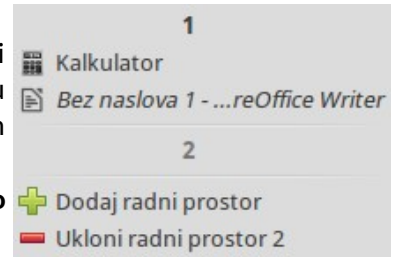 1
i
Kalkulator
u
Bez naslova 1 - ...reOffice Writer
n
2
o
Dodaj radni prostor
Ukloni radni prostor 2